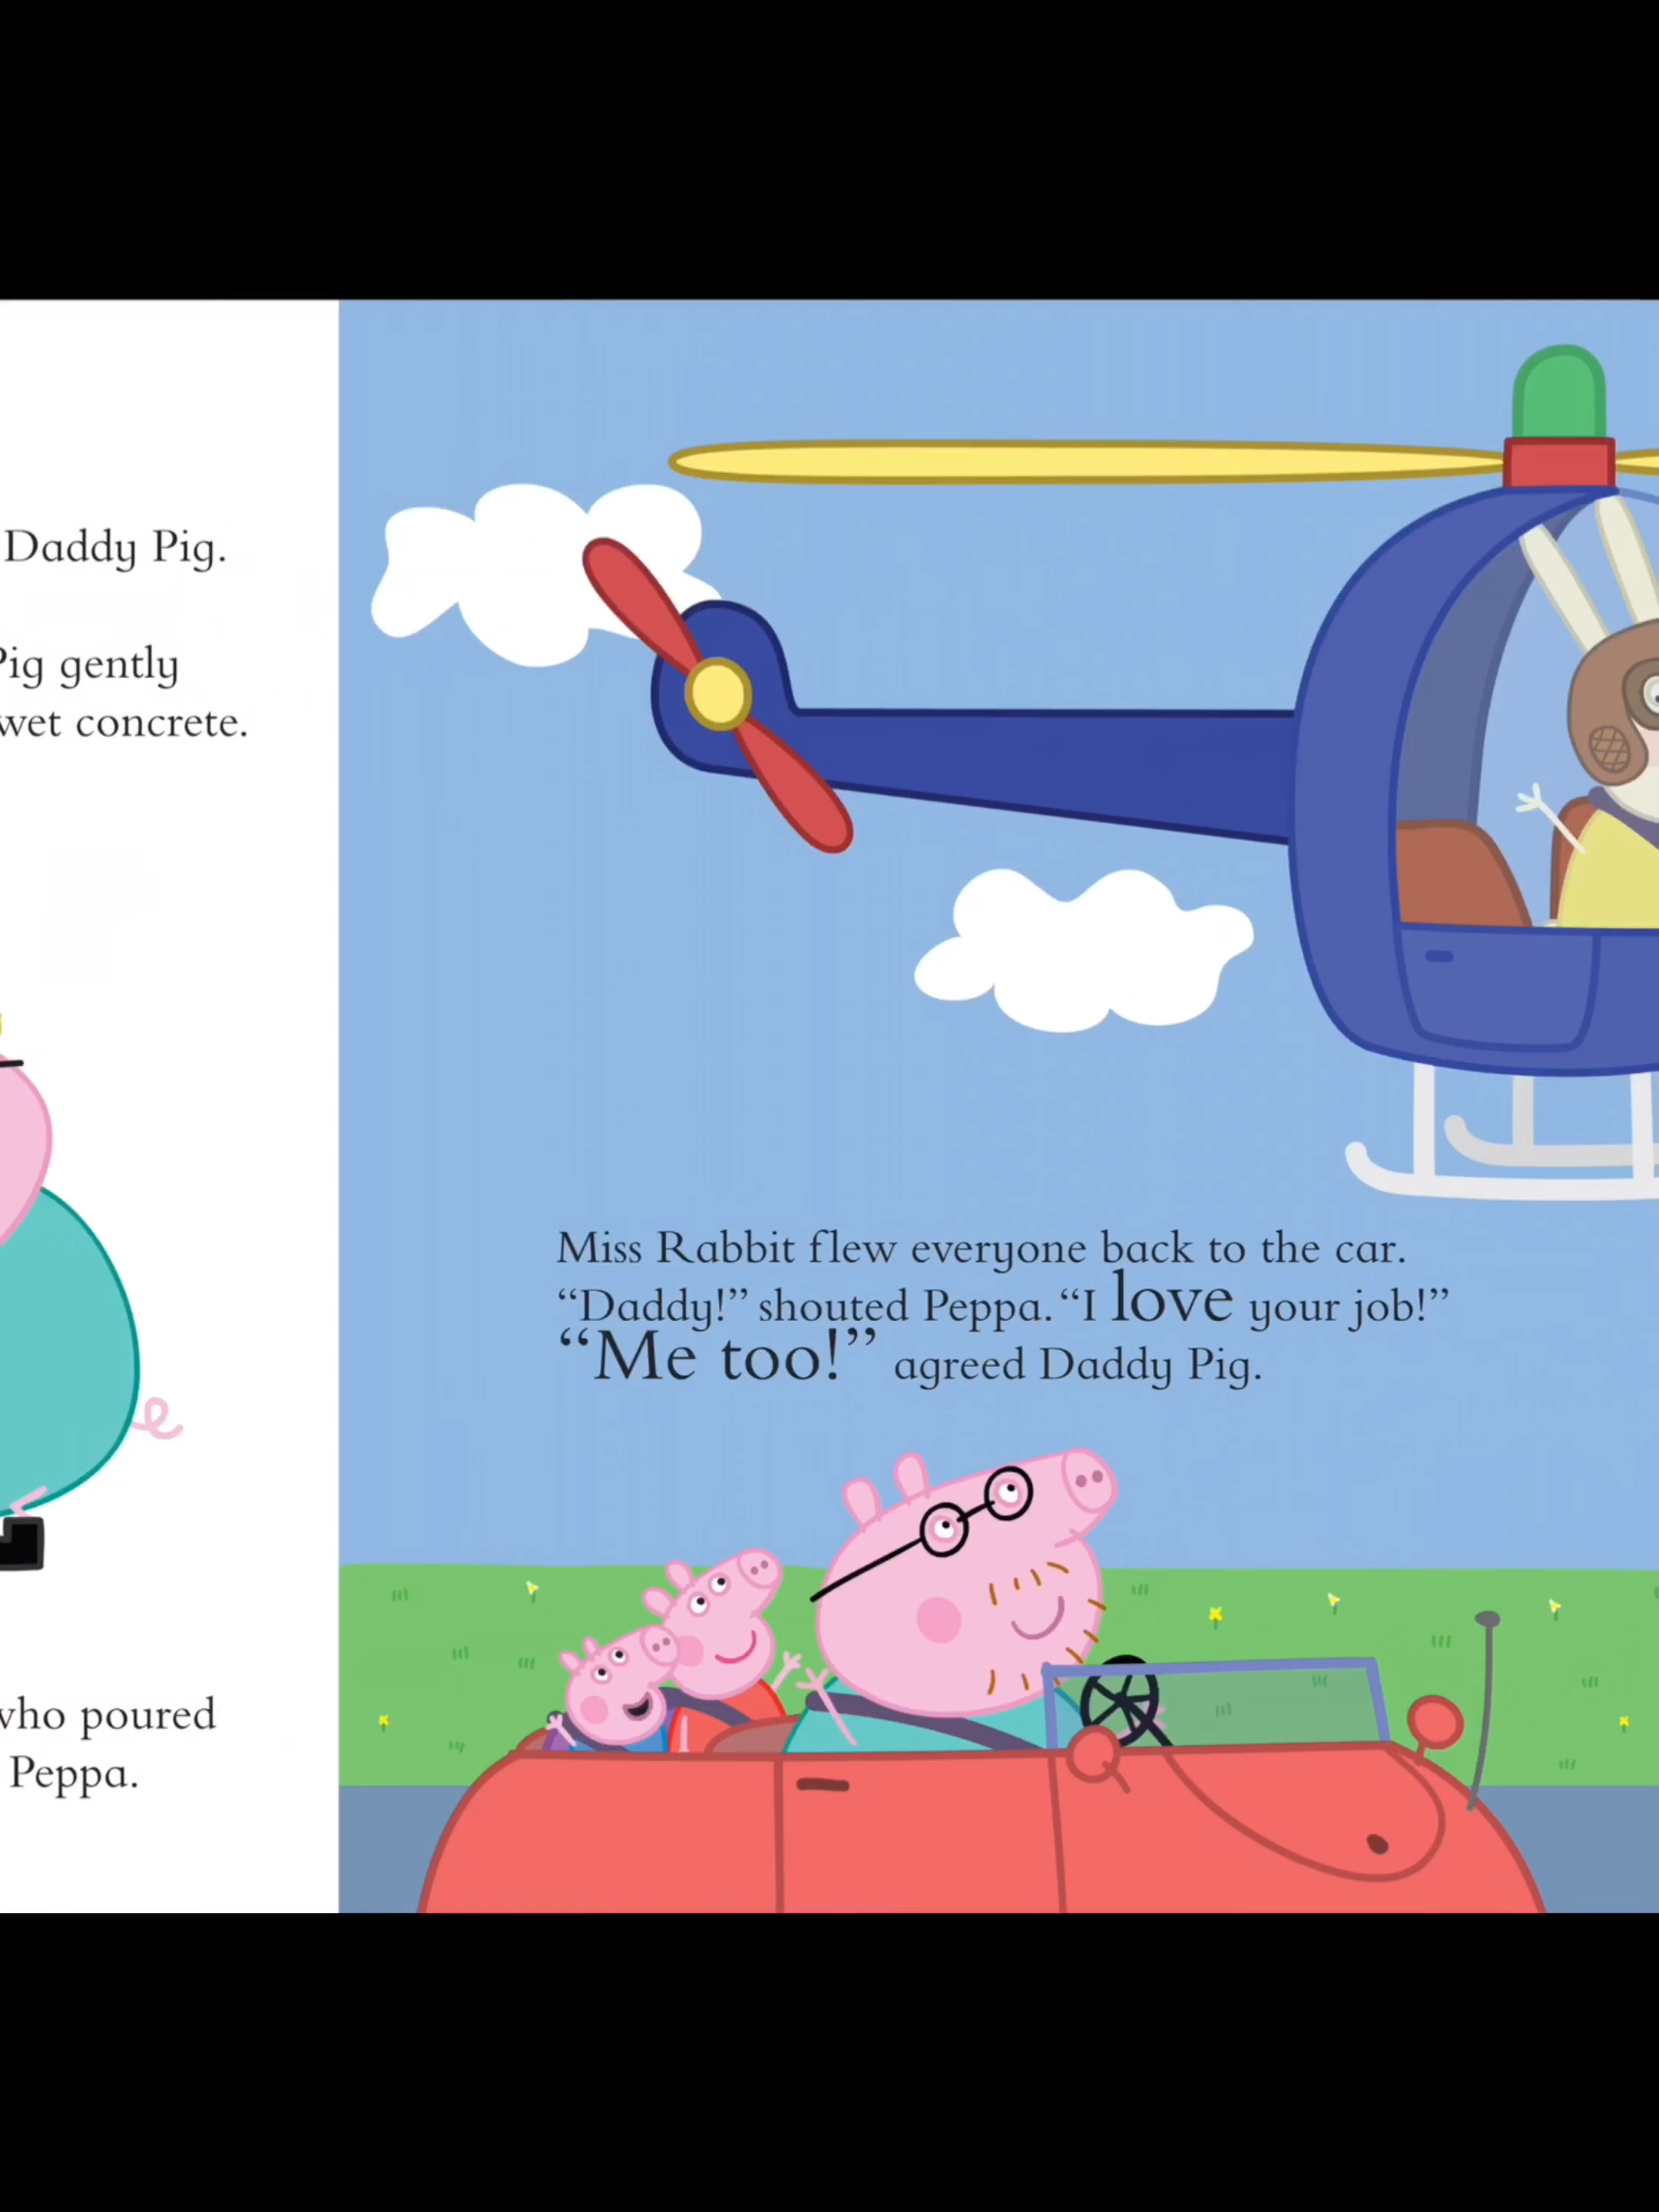 Daddy Pig.
Pig gently
wet concrete.
who poured
Peppa.
Miss Rabbit flew everyone back to the car.
“Daddy!” shouted Peppa. “I love your job!”
“Me too!” agreed Daddy Pig.